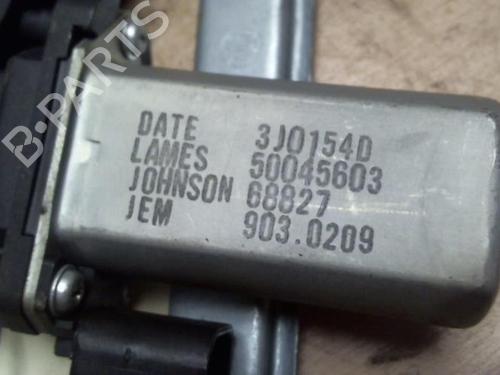 DATE 3J0154D
LAMES 50045603
JOHNSON 68827
JEM 903.0209
B-PARTS